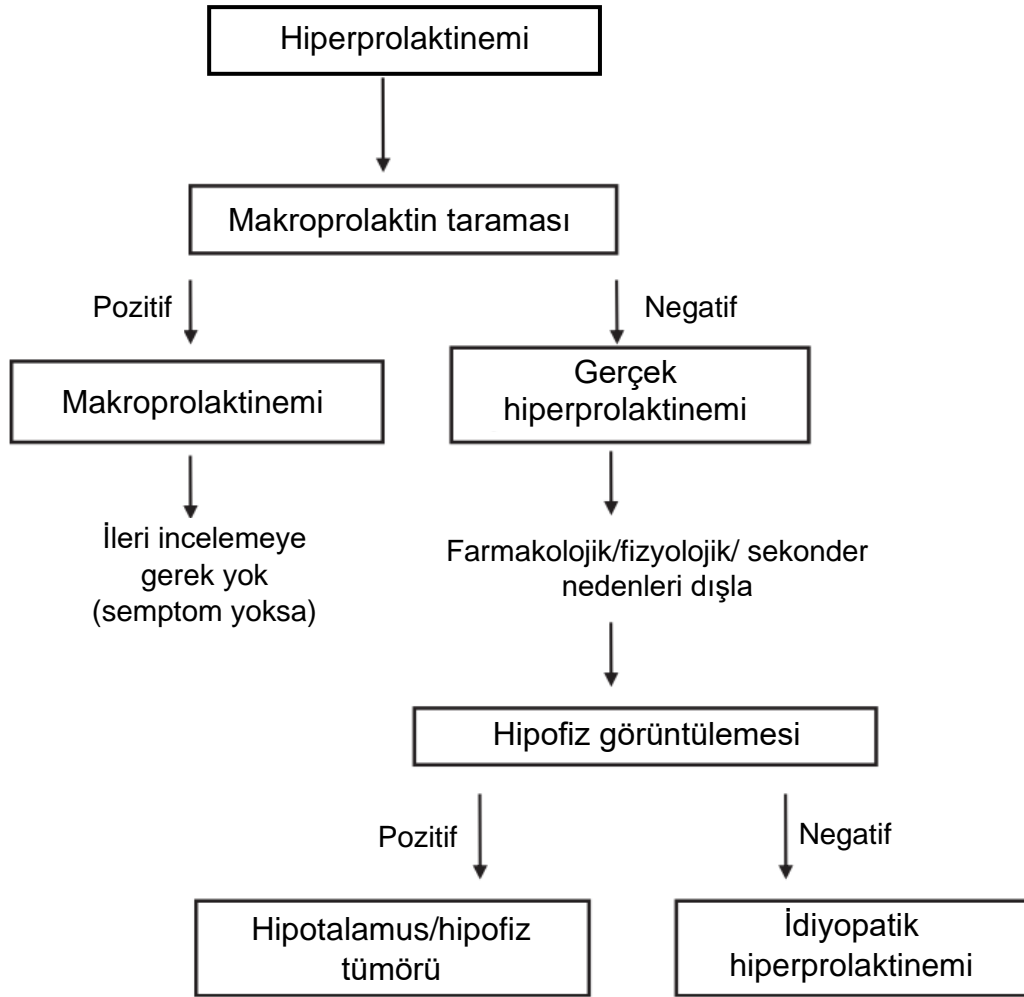 Hiperprolaktinemi
Makroprolaktin taraması
Pozitif
Negatif
Makroprolaktinemi
Gerçek
hiperprolaktinemi
İleri incelemeye
gerek yok
(semptom yoksa)
Farmakolojik/fizyolojik/ sekonder
nedenleri dışla
Hipofiz görüntülemesi
Pozitif
Negatif
Hipotalamus/hipofiz
tümörü
İdiyopatik
hiperprolaktinemi